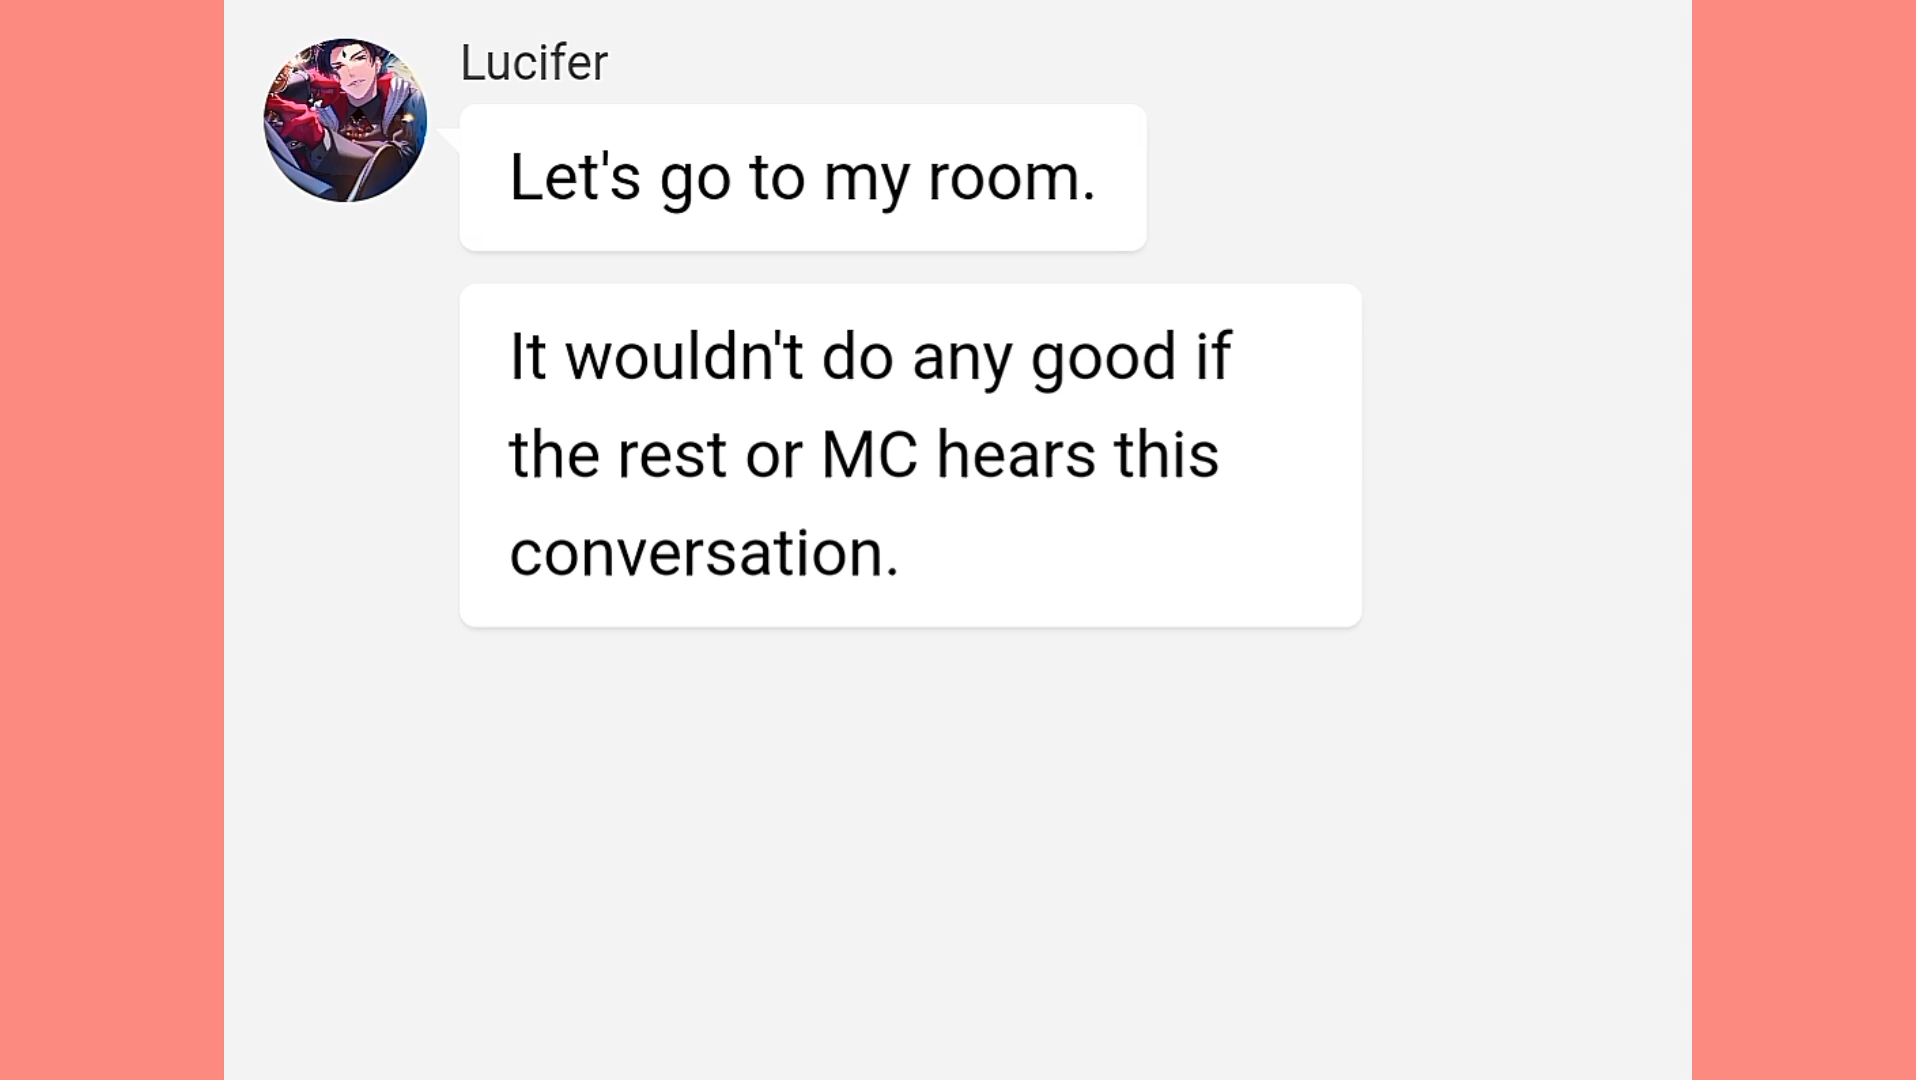 Lucifer
Let's go to my room.
It wouldn't do any good if
the rest or MC hears this
conversation.